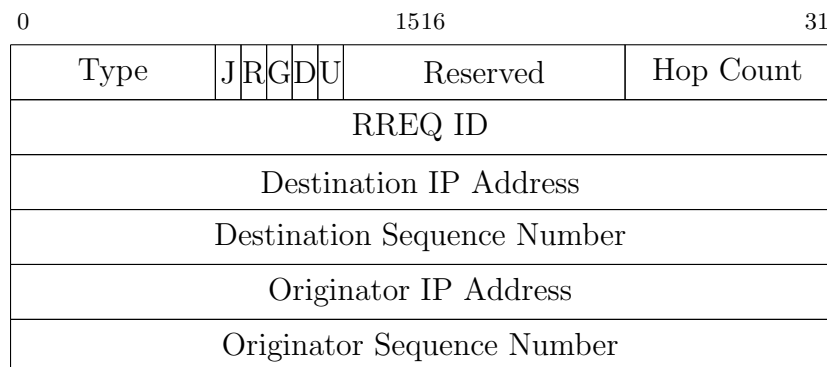 0 1516 31
Type J R G D U Reserved Hop Count
RREQ ID
Destination IP Address
Destination Sequence Number
Originator IP Address
Originator Sequence Number